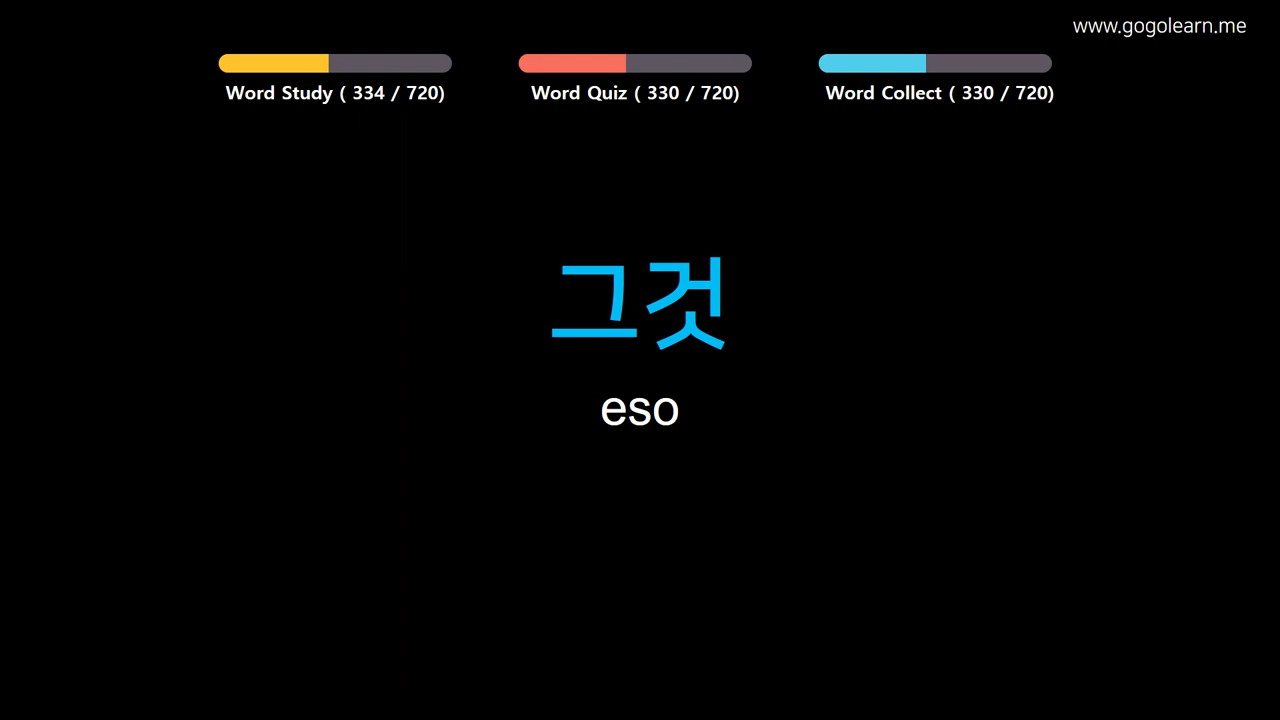 www.gogolearn.me
Word Study ( 334 / 720)
Word Quiz ( 330 / 720)
Word Collect ( 330 / 720)
그것
eso